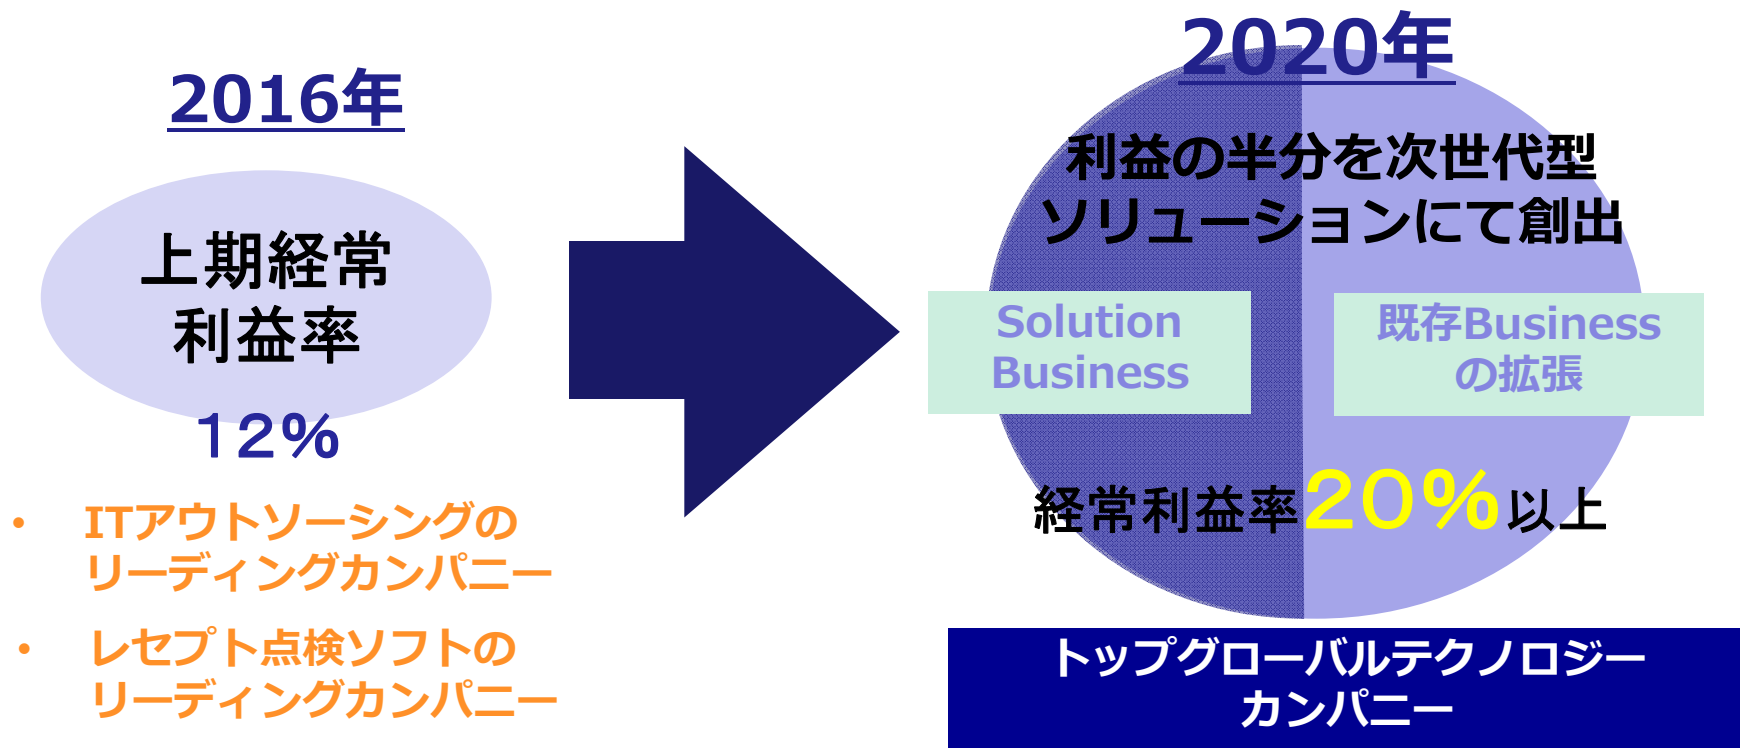 2016年
上期経常
利益率
１２％
・ ITアウトソーシングの
リーディングカンパニー
・ レセプト点検ソフトの
リーディングカンパニー
2020年
利益の半分を次世代型
ソリューションにて創出
Solution
Business
既存Business
の拡張
経常利益率２０％以上
トップグローバルテクノロジー
カンパニー